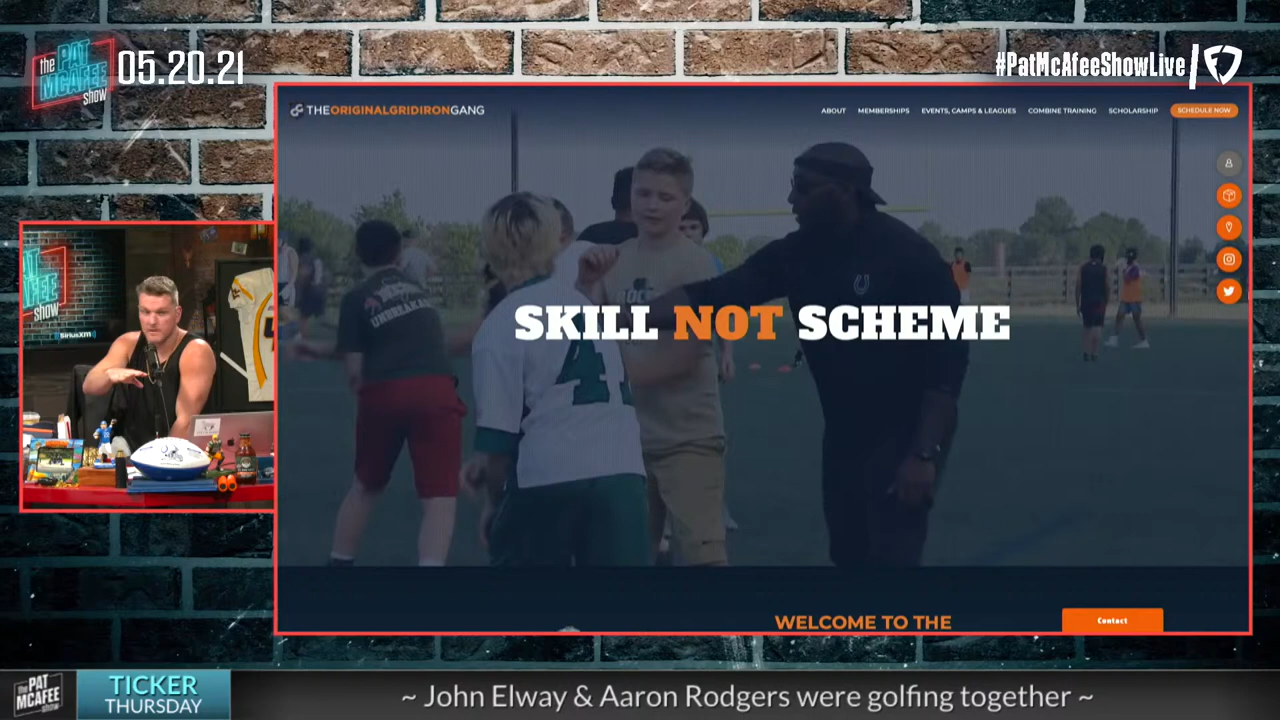 the PAT MCAFEE show
05.20.21
#PatMcAfeeShowLive
THEORIGINALGRIDIRONGANG
ABOUT MEMBERSHIPS EVENTS, CAMPS & LEAGUES COMBINE TRAINING SCHOLARSHIP SCHEDULE NOW
SKILL NOT SCHEME
41
SiriusXM
WELCOME TO THE
Contact
the PAT MCAFEE show
TICKER
THURSDAY
~ John Elway & Aaron Rodgers were golfing together ~